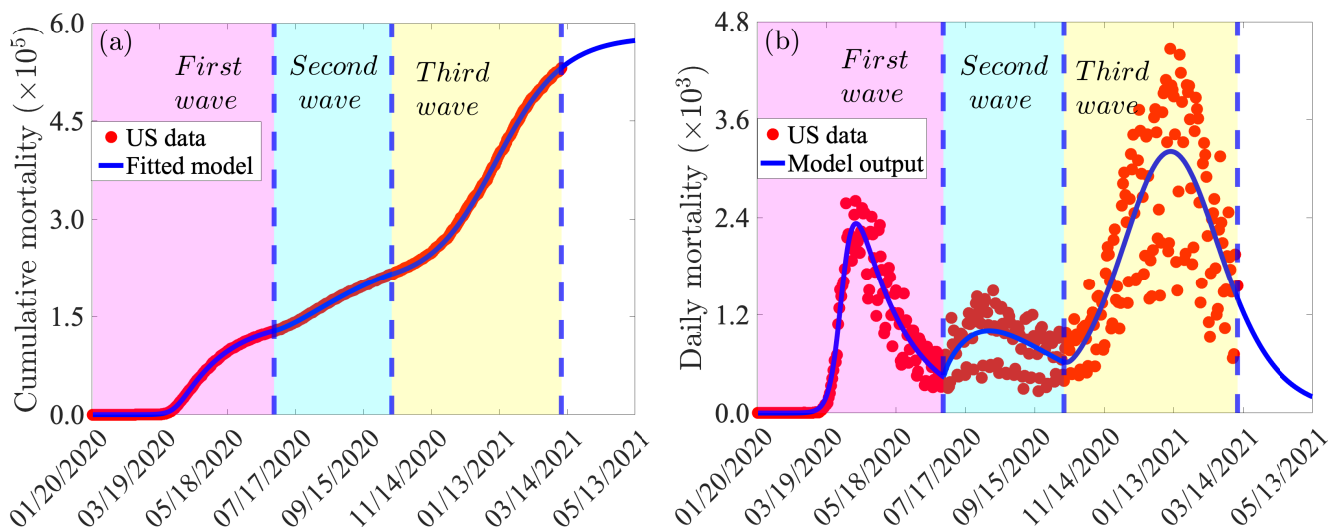 (a)
First
wave
Second
wave
Third
wave
US data
Fitted model
Cumulative mortality (×10⁵)
6.0
4.5
3.0
1.5
0.0
01/20/2020
03/19/2020
05/18/2020
07/17/2020
09/15/2020
11/14/2020
01/13/2021
03/14/2021
05/13/2021
(b)
First
wave
Second
wave
Third
wave
US data
Model output
Daily mortality (×10³)
4.8
3.6
2.4
1.2
0.0
01/20/2020
03/19/2020
05/18/2020
07/17/2020
09/15/2020
11/14/2020
01/13/2021
03/14/2021
05/13/2021